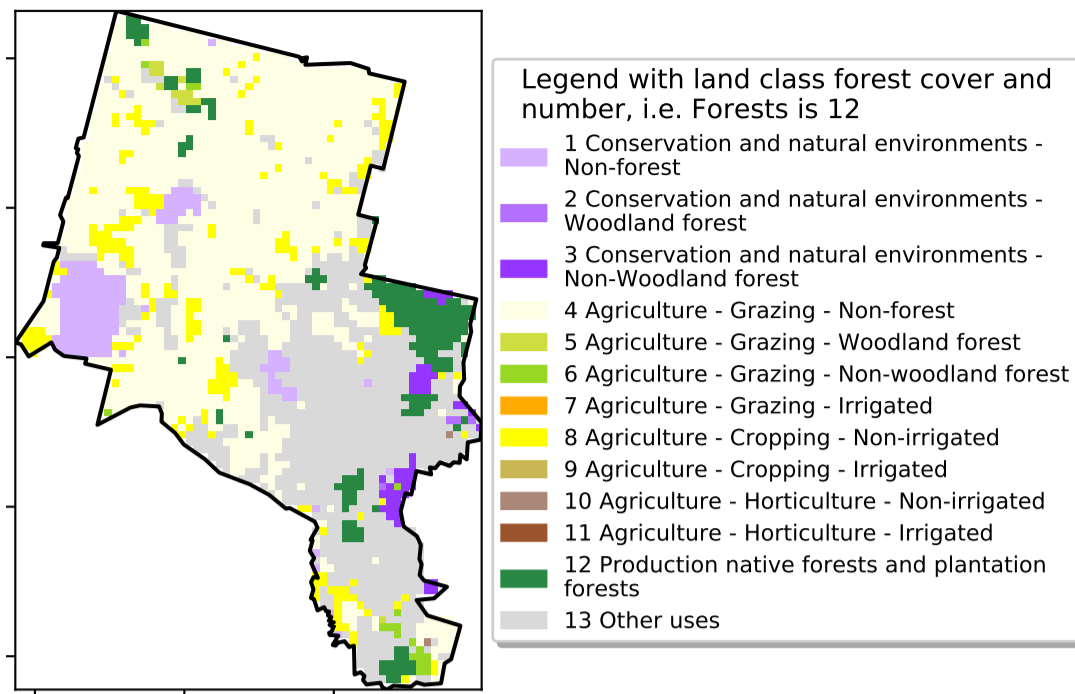 Legend with land class forest cover and
number, i.e. Forests is 12
1 Conservation and natural environments -
Non-forest
2 Conservation and natural environments -
Woodland forest
3 Conservation and natural environments -
Non-Woodland forest
4 Agriculture - Grazing - Non-forest
5 Agriculture - Grazing - Woodland forest
6 Agriculture - Grazing - Non-woodland forest
7 Agriculture - Grazing - Irrigated
8 Agriculture - Cropping - Non-irrigated
9 Agriculture - Cropping - Irrigated
10 Agriculture - Horticulture - Non-irrigated
11 Agriculture - Horticulture - Irrigated
12 Production native forests and plantation
forests
13 Other uses